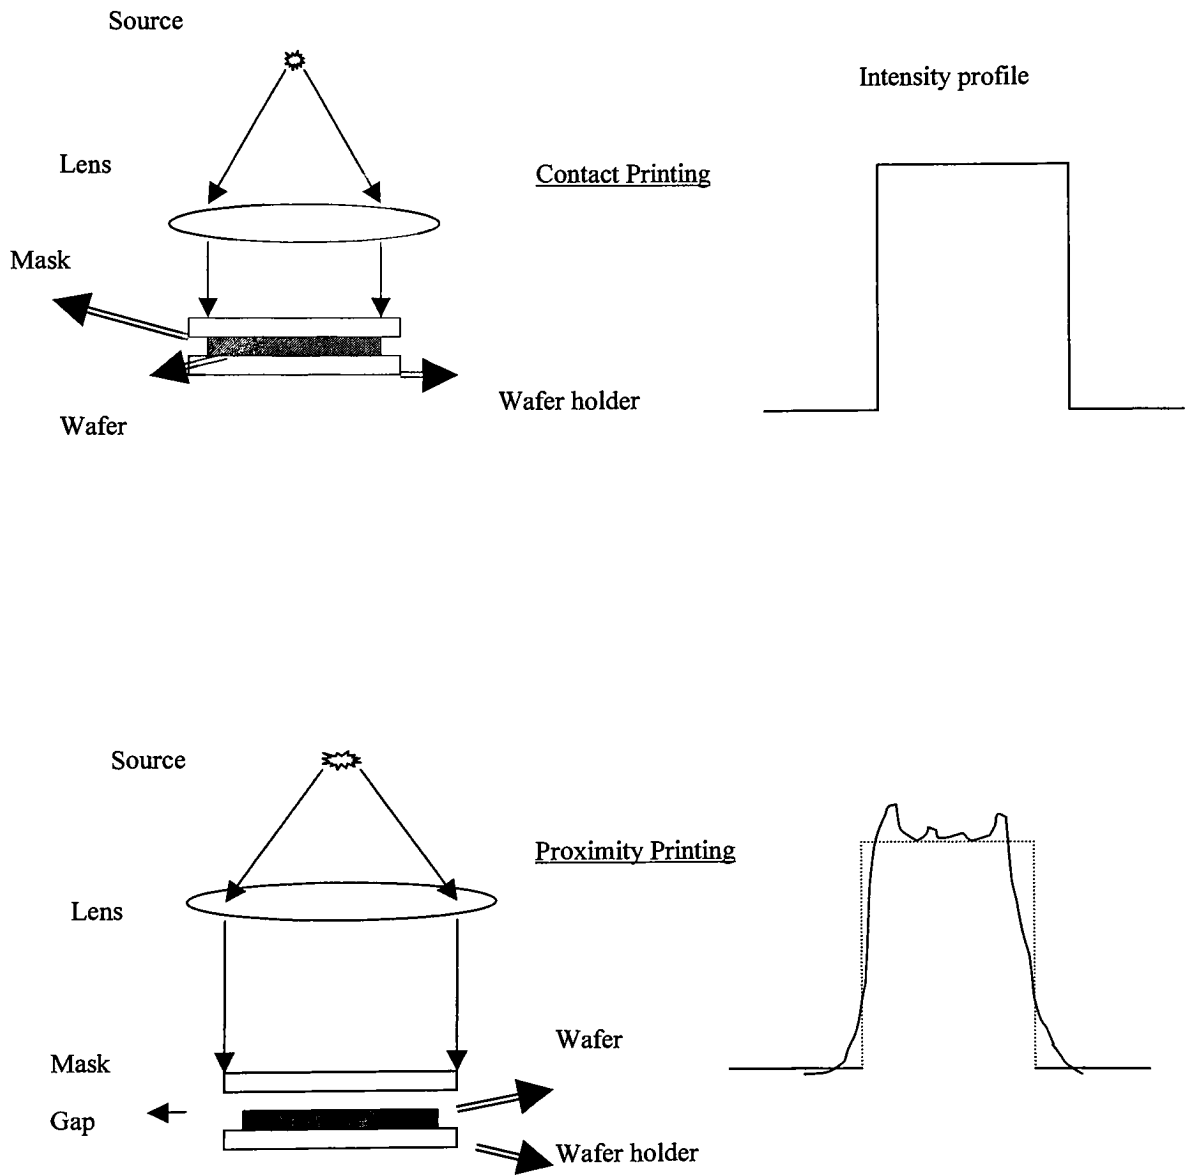 Source
Intensity profile
Lens
Contact Printing
Mask
Wafer holder
Wafer
Source
Proximity Printing
Lens
Wafer
Mask
Gap
Wafer holder